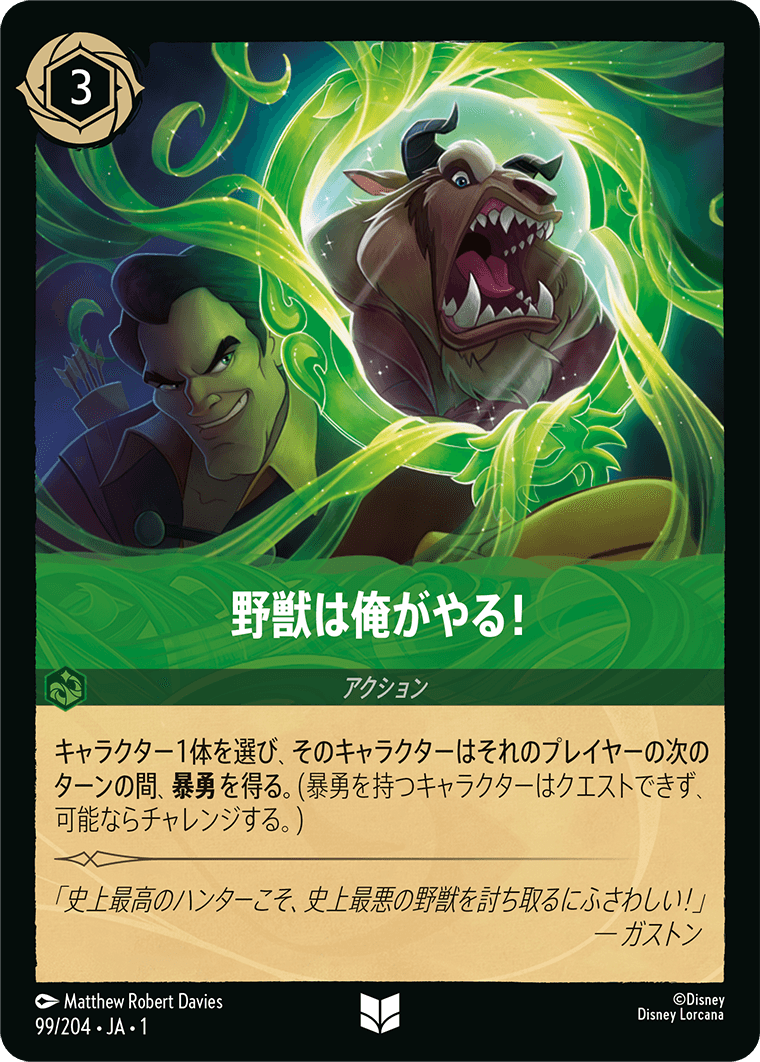 3
野獣は俺がやる!
アクション
キャラクター1体を選び、そのキャラクターはそれのプレイヤーの次の
ターンの間、暴勇を得る。(暴勇を持つキャラクターはクエストできず、
可能ならチャレンジする。)
「史上最高のハンターこそ、史上最悪の野獣を討ち取るにふさわしい!」
— ガストン
Matthew Robert Davies
99/204 • JA • 1
©Disney
Disney Lorcana